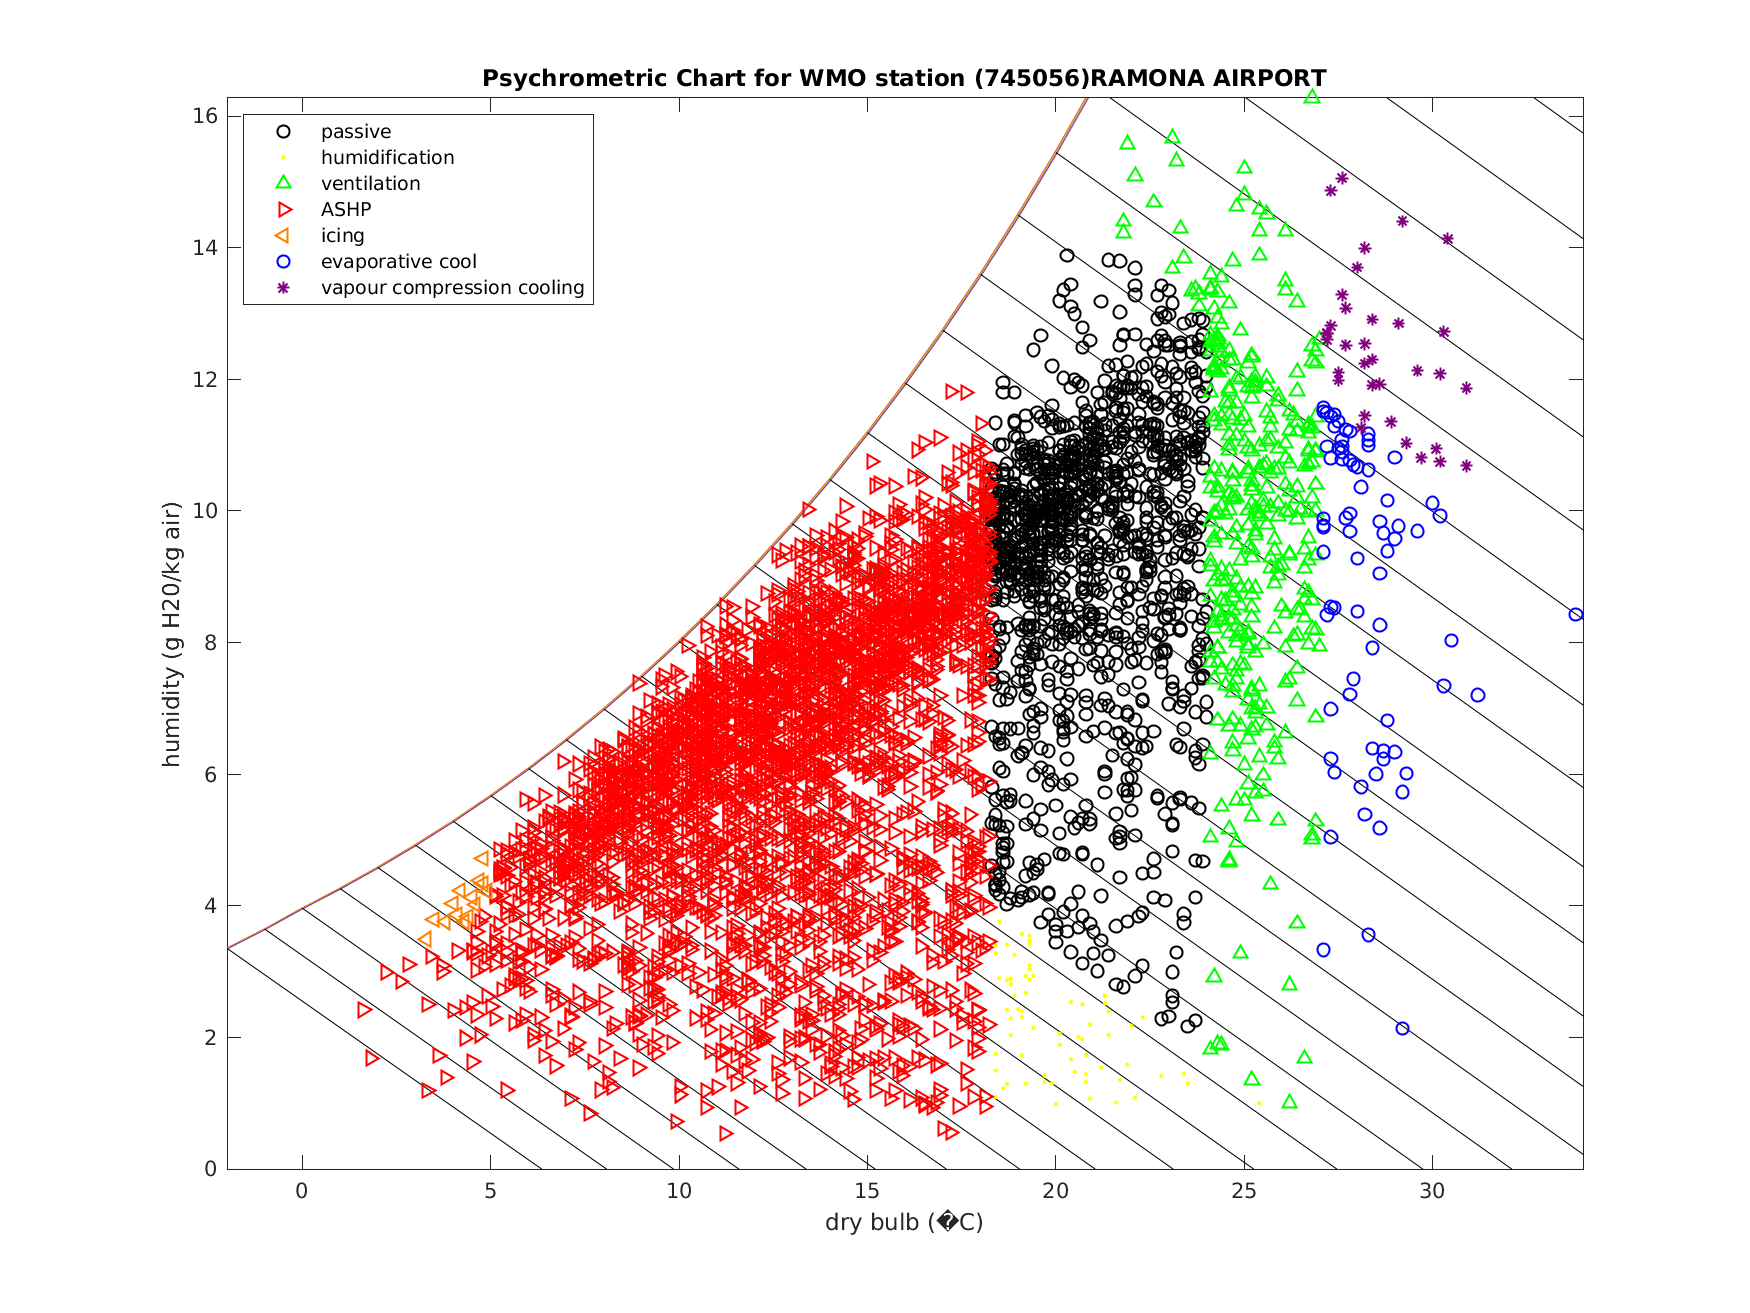 Psychrometric Chart for WMO station (745056)RAMONA AIRPORT
passive
humidification
ventilation
ASHP
icing
evaporative cool
vapour compression cooling
humidity (g H20/kg air)
16
14
12
10
8
6
4
2
0
0 5 10 15 20 25 30
dry bulb (�C)